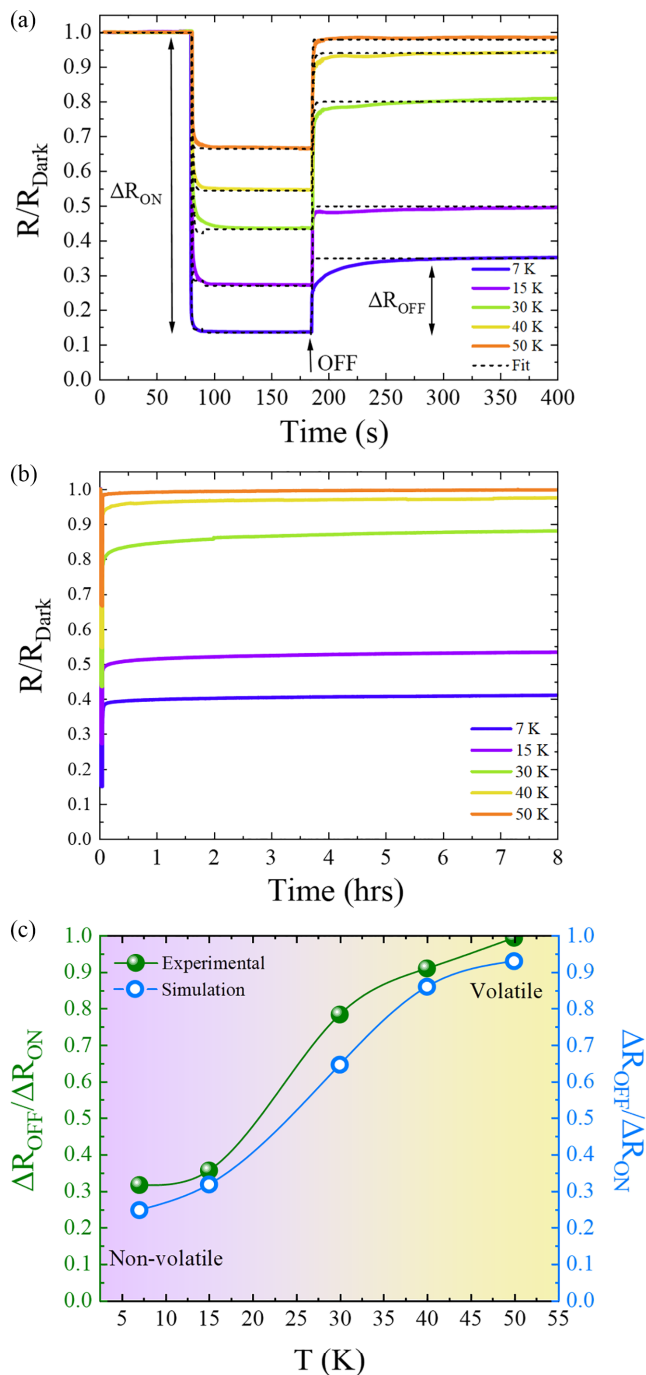 (a)
1.0
0.9
0.8
0.7
0.6
0.5
0.4
0.3
0.2
0.1
0.0
R/R_Dark
ΔR_ON
ΔR_OFF
OFF
7 K
15 K
30 K
40 K
50 K
Fit
0 50 100 150 200 250 300 350 400
Time (s)
(b)
1.0
0.9
0.8
0.7
0.6
0.5
0.4
0.3
0.2
0.1
0.0
R/R_Dark
7 K
15 K
30 K
40 K
50 K
0 1 2 3 4 5 6 7 8
Time (hrs)
(c)
1.0 1.0
0.9 0.9
0.8 0.8
0.7 0.7
0.6 0.6
0.5 0.5
0.4 0.4
0.3 0.3
0.2 0.2
0.1 0.1
0.0 0.0
ΔR_OFF/ΔR_ON
Experimental
Simulation
Volatile
Non-volatile
ΔR_OFF/ΔR_ON
5 10 15 20 25 30 35 40 45 50 55
T (K)